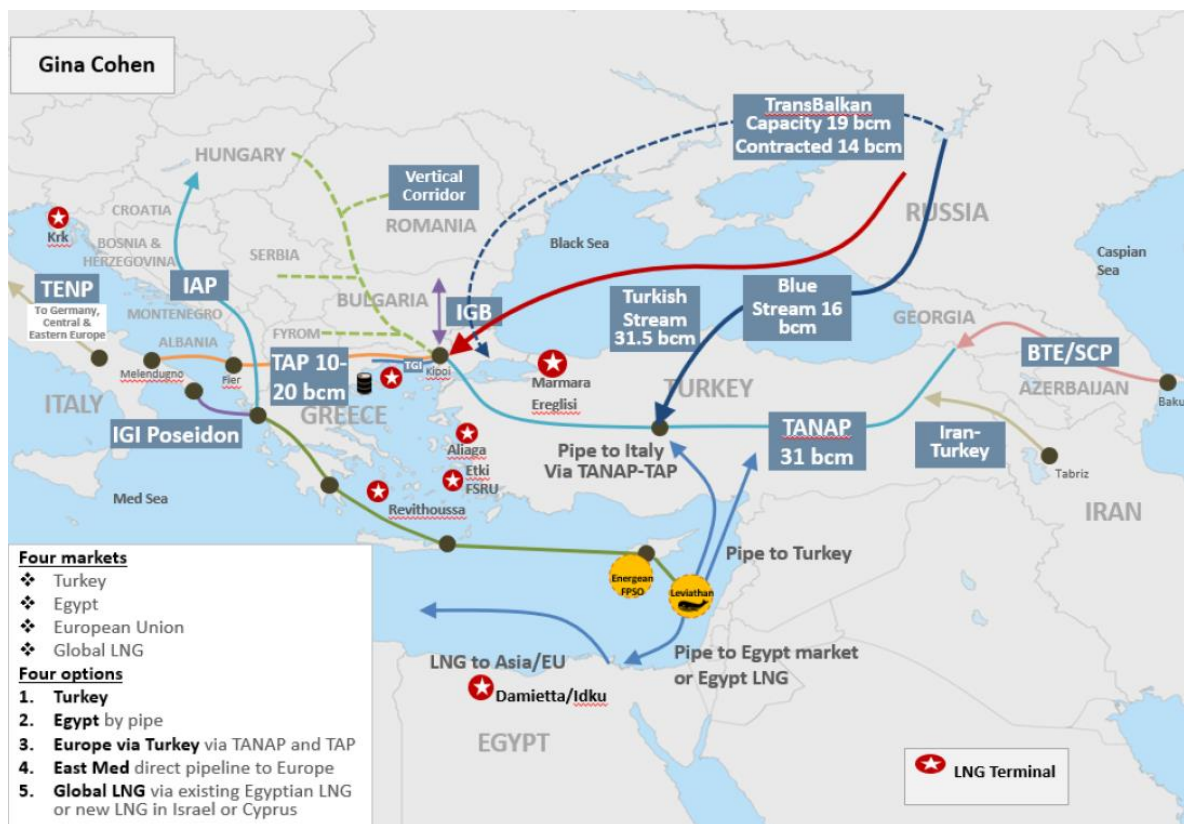 Gina Cohen
TransBalkan
Capacity 19 bcm
Contracted 14 bcm
HUNGARY
Vertical
Corridor
ROMANIA
RUSSIA
CROATIA
Krk
BOSNIA &
HERZEGOVINA
SERBIA
Black Sea
Caspian
Sea
TENP
To Germany,
Central &
Eastern Europe
IAP
MONTENEGRO
BULGARIA
IGB
Turkish
Stream
31.5 bcm
Blue
Stream 16
bcm
GEORGIA
FYROM
ALBANIA
Melendugno
Fier
TAP 10-
20 bcm
TGI
Kipoi
Marmara
Ereglisi
TURKEY
BTE/SCP
AZERBAIJAN
Baku
ITALY
GREECE
IGI Poseidon
Aliaga
Etki
FSRU
Pipe to Italy
Via TANAP-TAP
TANAP
31 bcm
Iran-
Turkey
Tabriz
IRAN
Med Sea
Revithoussa
Pipe to Turkey
Energean
FPSO
Leviathan
Four markets
❖ Turkey
❖ Egypt
❖ European Union
❖ Global LNG
Four options
1. Turkey
2. Egypt by pipe
3. Europe via Turkey via TANAP and TAP
4. East Med direct pipeline to Europe
5. Global LNG via existing Egyptian LNG
or new LNG in Israel or Cyprus
LNG to Asia/EU
Damietta/Idku
Pipe to Egypt market
or Egypt LNG
EGYPT
LNG Terminal